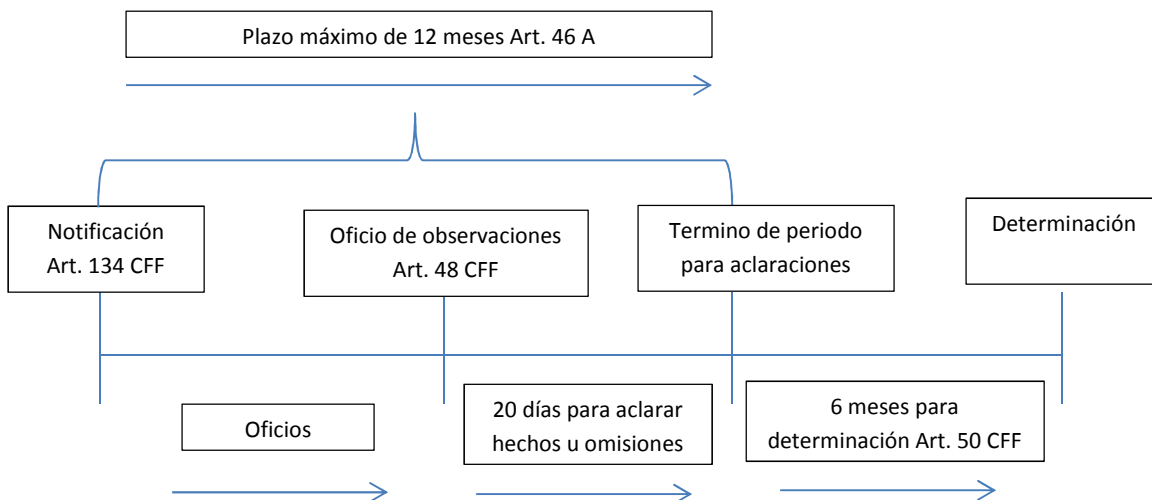 Plazo máximo de 12 meses Art. 46 A
Notificación
Art. 134 CFF
Oficio de observaciones
Art. 48 CFF
Termino de periodo
para aclaraciones
Determinación
Oficios
20 días para aclarar
hechos u omisiones
6 meses para
determinación Art. 50 CFF